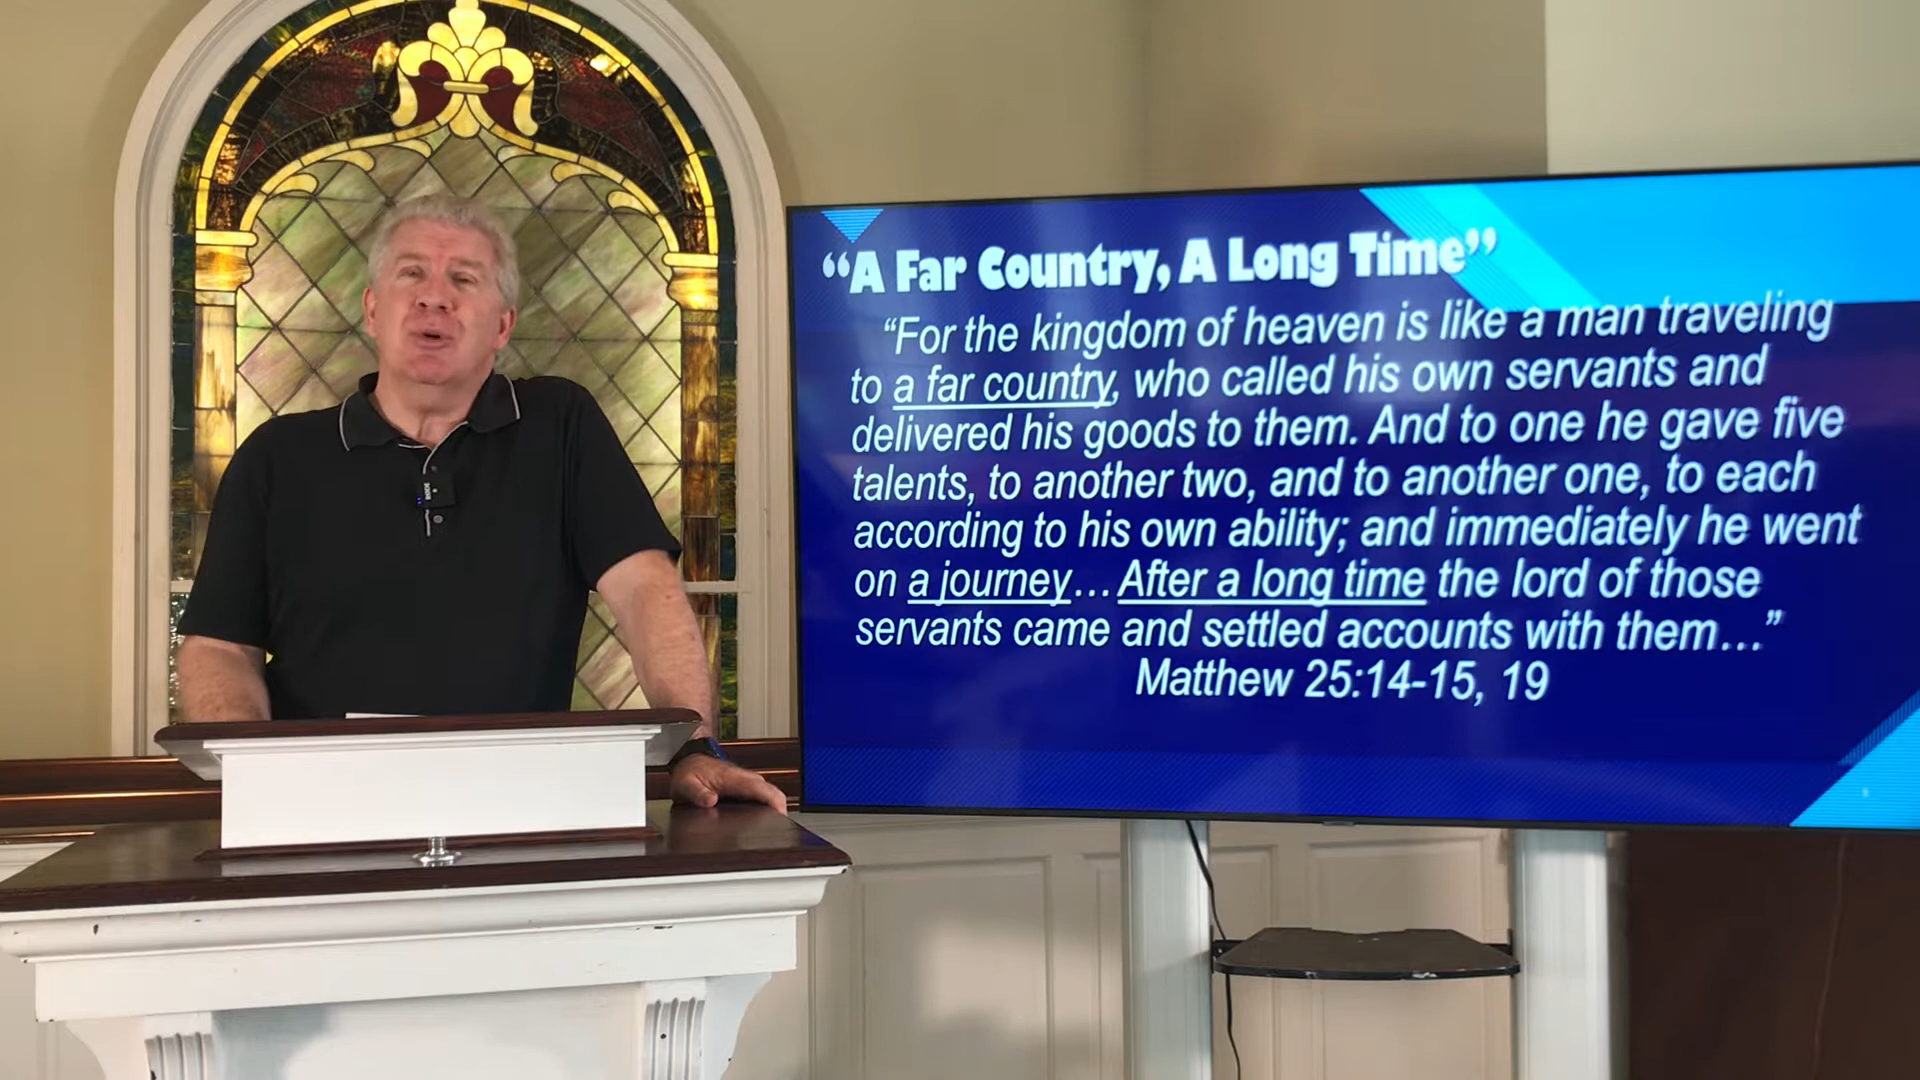 “A Far Country, A Long Time”
“For the kingdom of heaven is like a man traveling
to a far country, who called his own servants and
delivered his goods to them. And to one he gave five
talents, to another two, and to another one, to each
according to his own ability; and immediately he went
on a journey…After a long time the lord of those
servants came and settled accounts with them…”
Matthew 25:14-15, 19
RODE